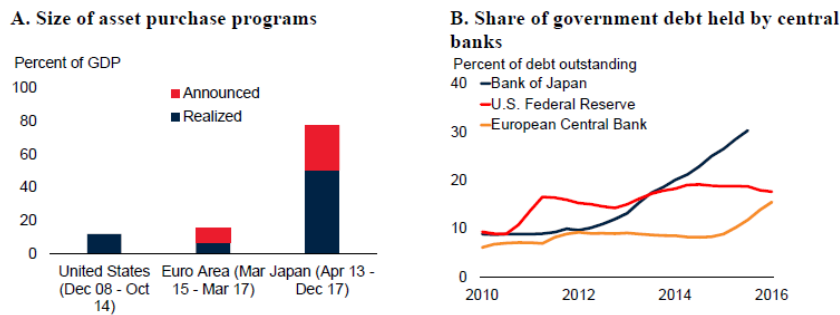 A. Size of asset purchase programs
Percent of GDP
100
80
60
40
20
0
Announced
Realized
United States
(Dec 08 - Oct
14)
Euro Area (Mar
15 - Mar 17)
Japan (Apr 13 -
Dec 17)
B. Share of government debt held by central
banks
Percent of debt outstanding
40
30
20
10
0
Bank of Japan
U.S. Federal Reserve
European Central Bank
2010
2012
2014
2016